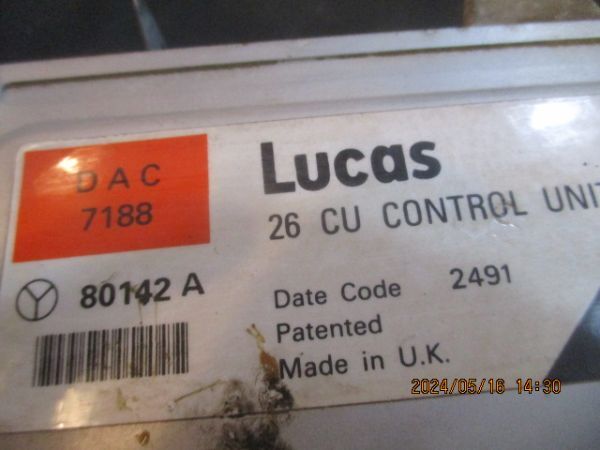 DAC
7188
Lucas
26 CU CONTROL UNIT
80142 A
Date Code 2491
Patented
Made in U.K.
2024/05/16 14:30